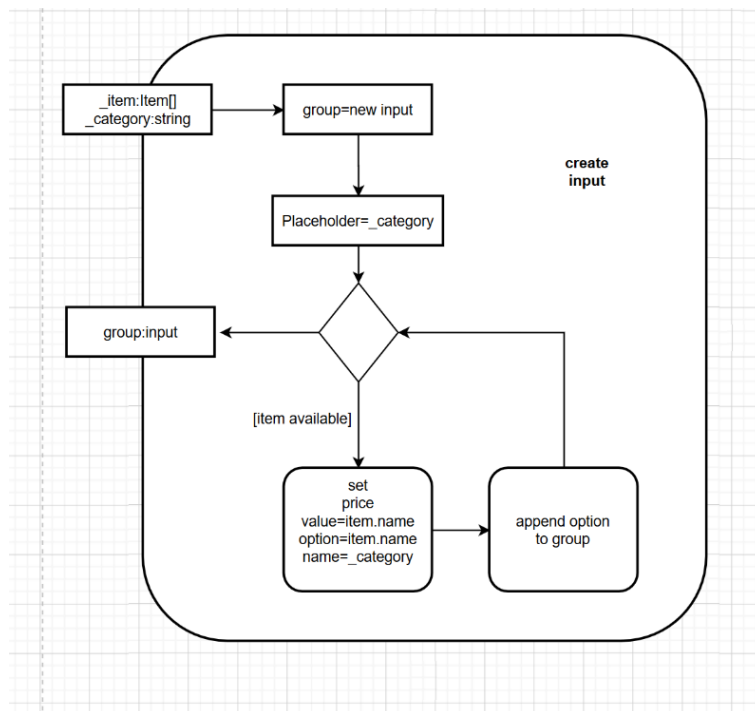 _item:Item[]
_category:string
group=new input
create
input
Placeholder=_category
group:input
[item available]
set
price
value=item.name
option=item.name
name=_category
append option
to group